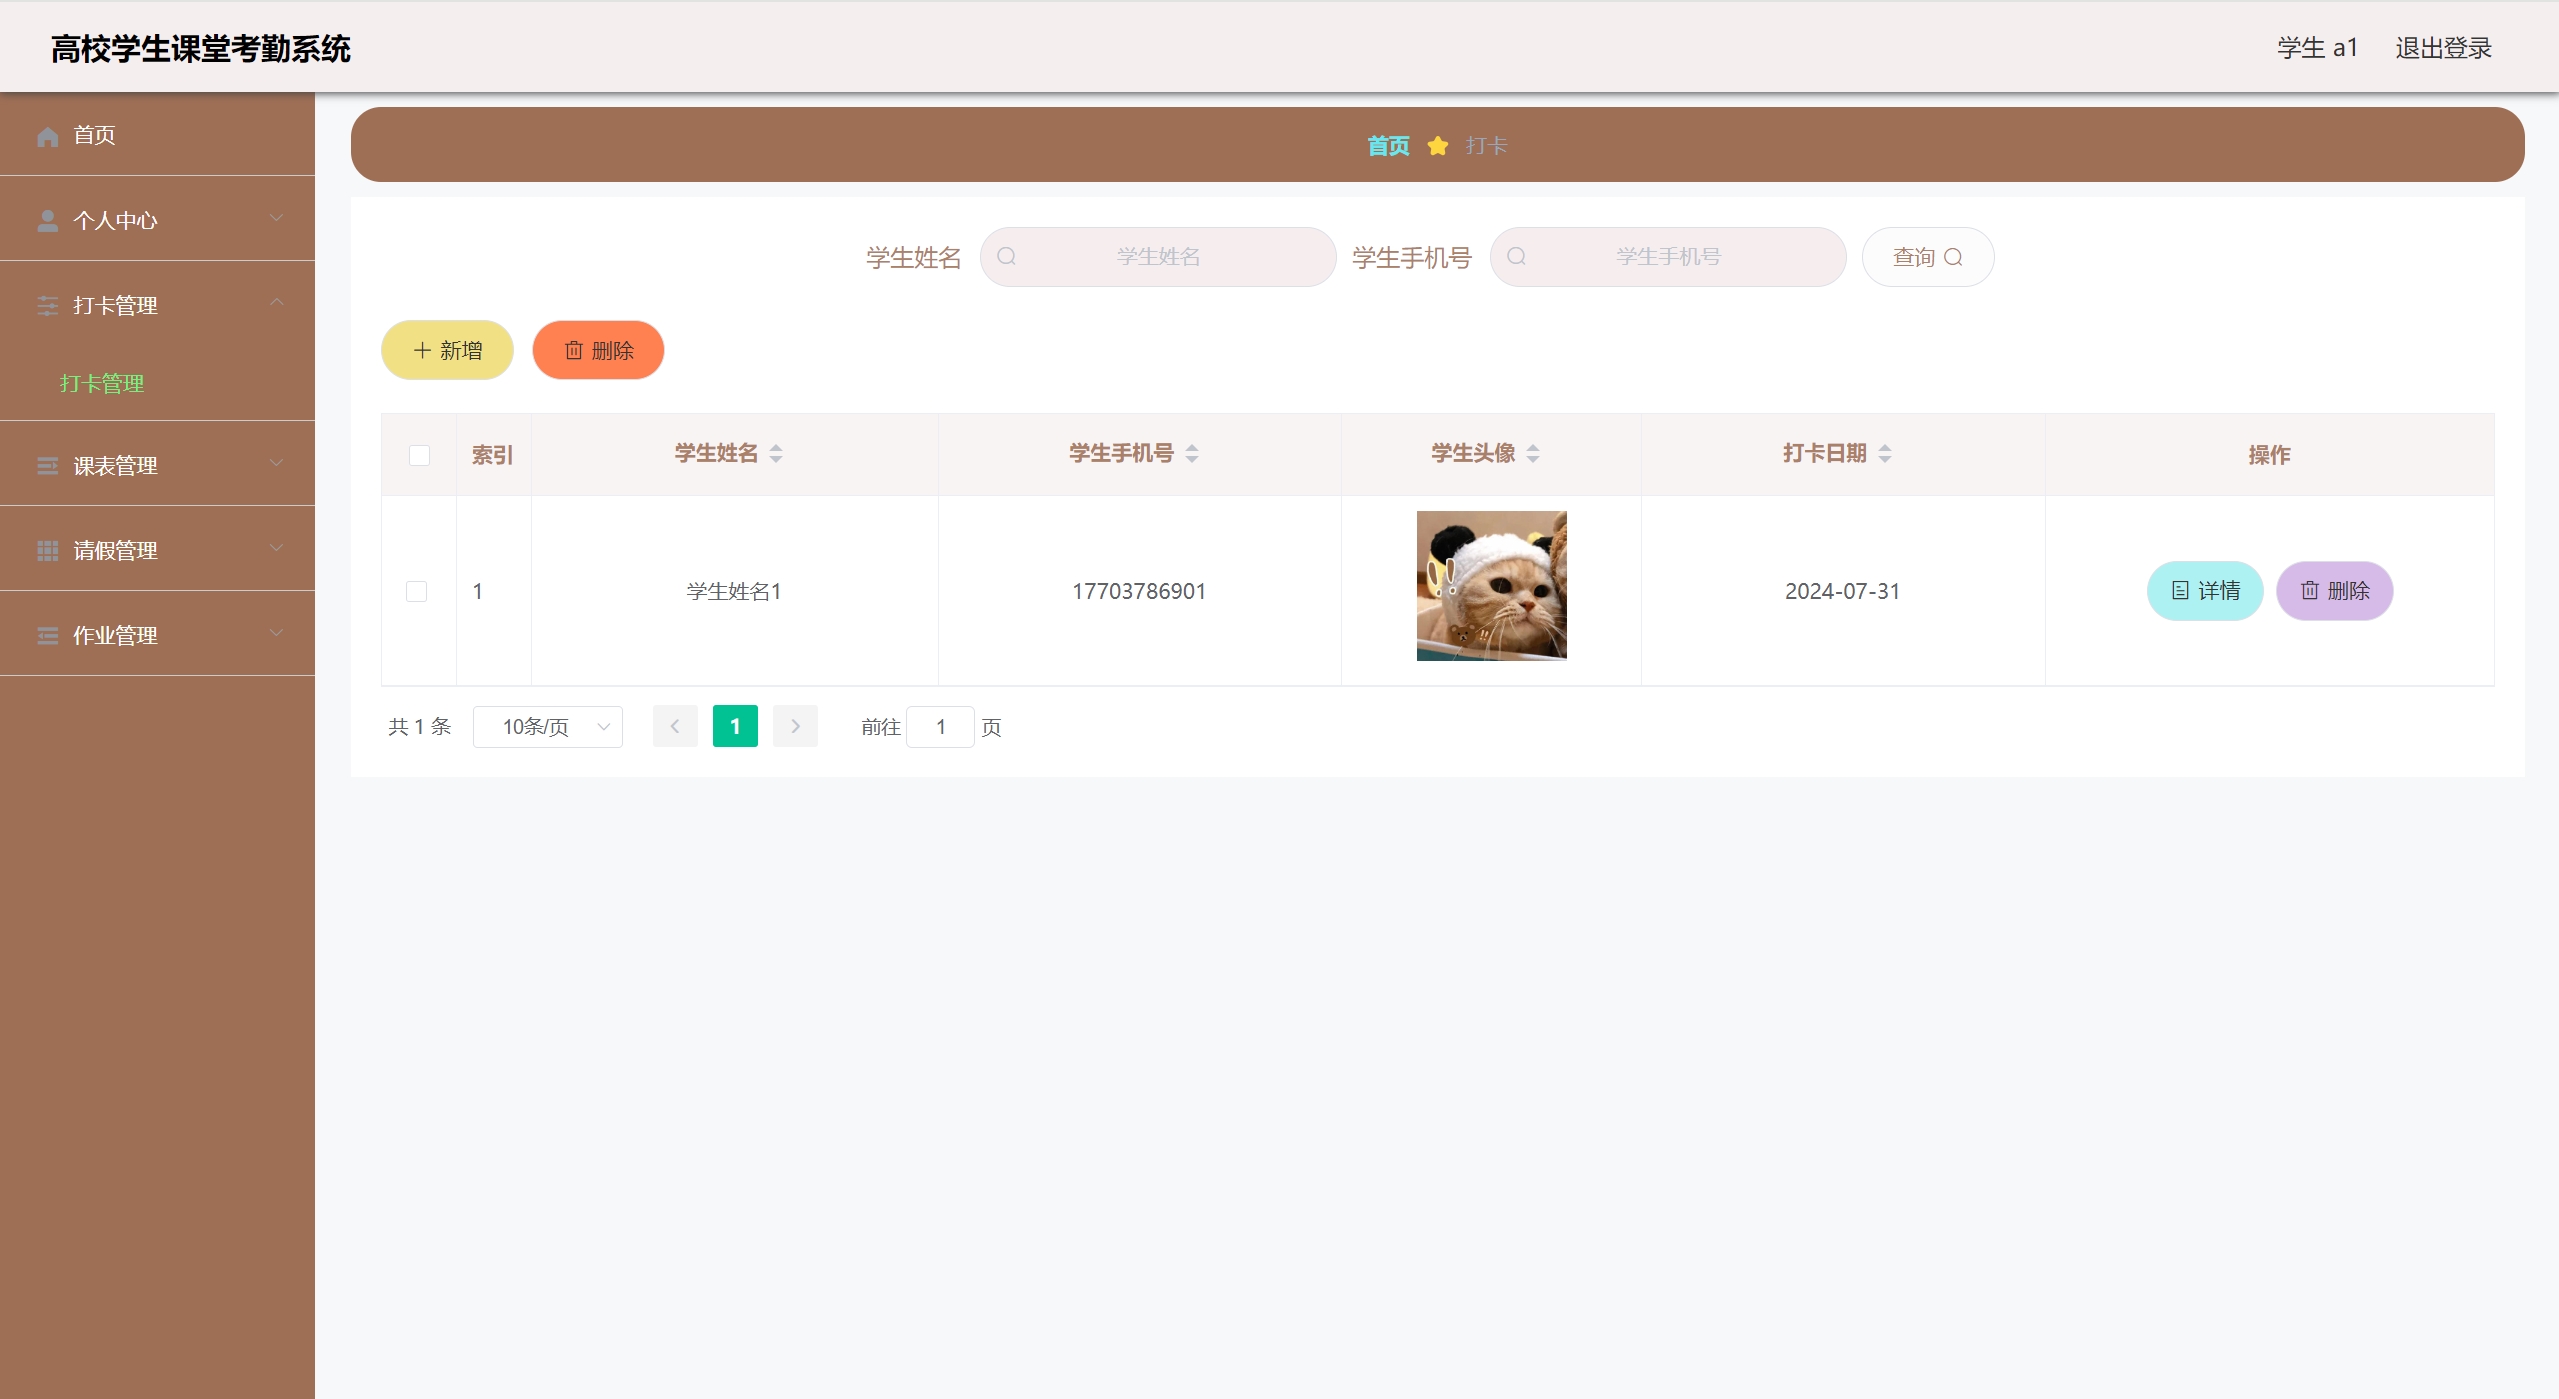 高校学生课堂考勤系统
学生 a1 退出登录
首页
个人中心
打卡管理
打卡管理
课表管理
请假管理
作业管理
首页 打卡
学生姓名 学生姓名 学生手机号 学生手机号 查询
新增 删除
索引 学生姓名 学生手机号 学生头像 打卡日期 操作
1 学生姓名1 17703786901 2024-07-31 详情 删除
共 1 条 10条/页 1 前往 1 页